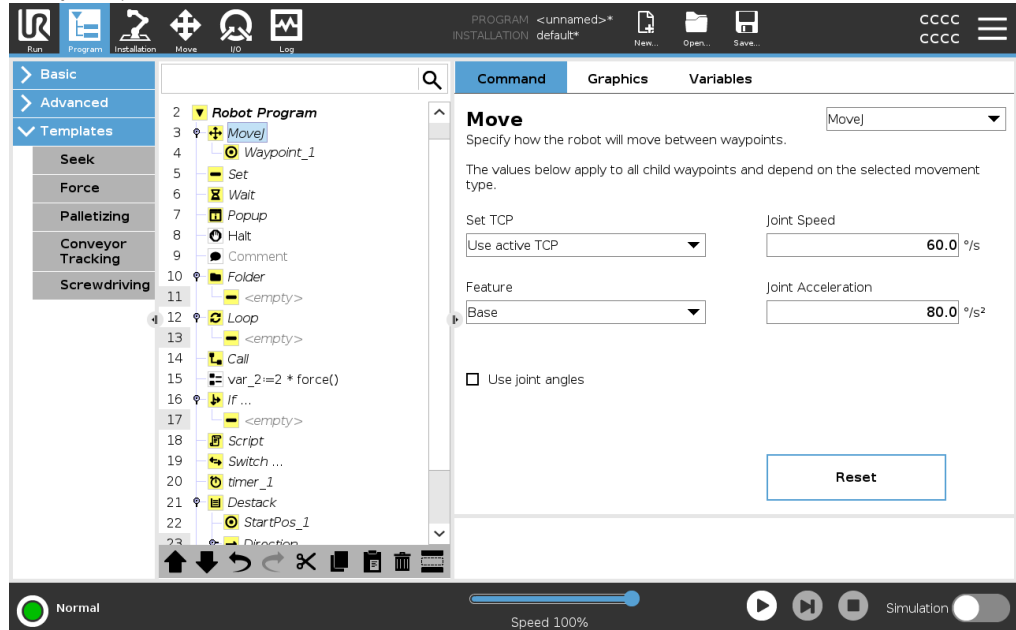 PROGRAM <unnamed>*
INSTALLATION default*
UR
Run
Program
Installation
Move
I/O
Log
New...
Open...
Save...
CCCC
CCCC
Basic
Advanced
Templates
Seek
Force
Palletizing
Conveyor
Tracking
Screwdriving
2 Robot Program
3 MoveJ
4 Waypoint_1
5 Set
6 Wait
7 Popup
8 Halt
9 Comment
10 Folder
11 <empty>
12 Loop
13 <empty>
14 Call
15 var_2:=2 * force()
16 If ...
17 <empty>
18 Script
19 Switch ...
20 timer_1
21 Destack
22 StartPos_1
23 Direction
Command Graphics Variables
Move
MoveJ
Specify how the robot will move between waypoints.
The values below apply to all child waypoints and depend on the selected movement
type.
Set TCP
Joint Speed
Use active TCP
60.0 °/s
Feature
Joint Acceleration
Base
80.0 °/s²
Use joint angles
Reset
Normal
Speed 100%
Simulation